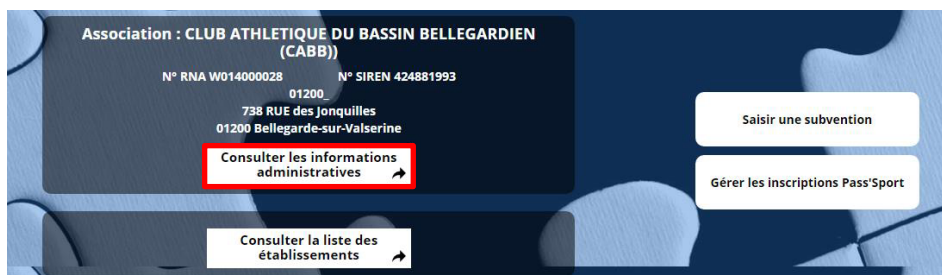 Association : CLUB ATHLETIQUE DU BASSIN BELLEGARDIEN
(CABB))
N° RNA W014000028 N° SIREN 424881993
01200_
738 RUE des Jonquilles
01200 Bellegarde-sur-Valserine
Consulter les informations
administratives
Saisir une subvention
Gérer les inscriptions Pass'Sport
Consulter la liste des
établissements